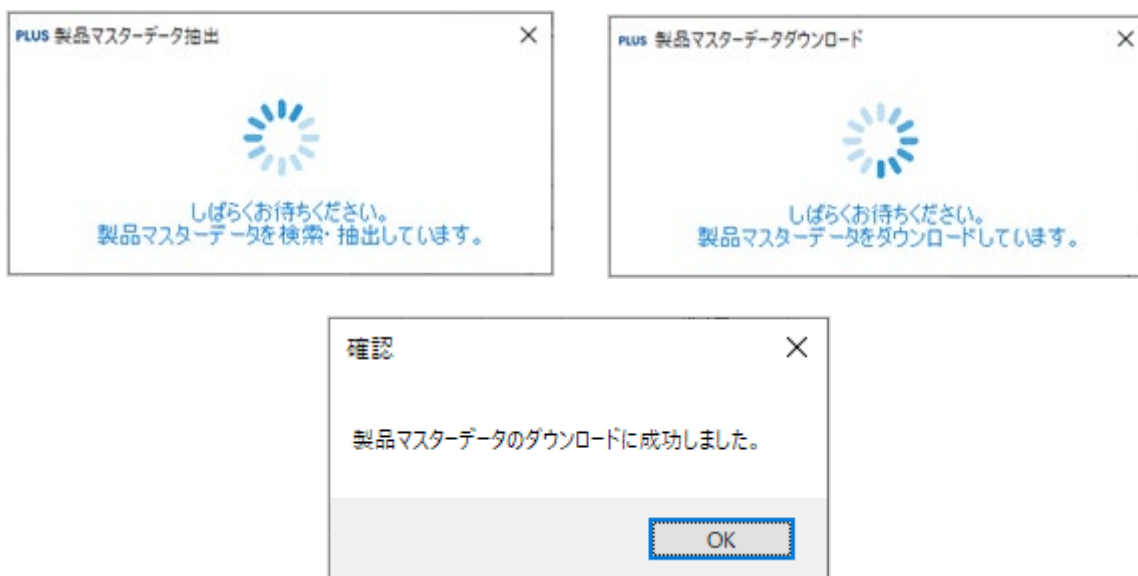 PLUS 製品マスターデータ抽出
しばらくお待ちください。
製品マスターデータを検索・抽出しています。
PLUS 製品マスターデータダウンロード
しばらくお待ちください。
製品マスターデータをダウンロードしています。
確認
製品マスターデータのダウンロードに成功しました。
OK